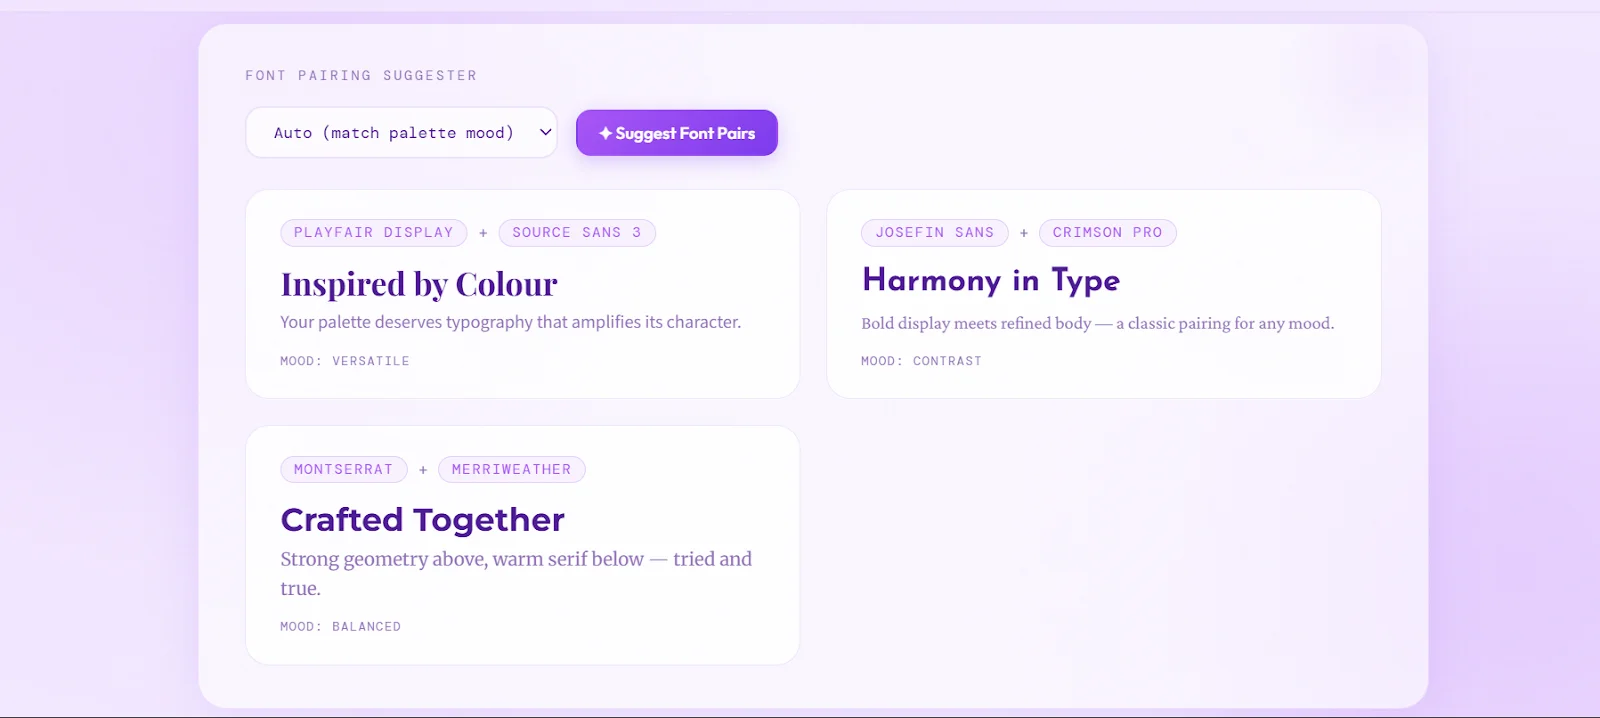 FONT PAIRING SUGGESTER
Auto (match palette mood)
✦ Suggest Font Pairs
PLAYFAIR DISPLAY + SOURCE SANS 3
Inspired by Colour
Your palette deserves typography that amplifies its character.
MOOD: VERSATILE
JOSEFIN SANS + CRIMSON PRO
Harmony in Type
Bold display meets refined body — a classic pairing for any mood.
MOOD: CONTRAST
MONTSERRAT + MERRIWEATHER
Crafted Together
Strong geometry above, warm serif below — tried and
true.
MOOD: BALANCED